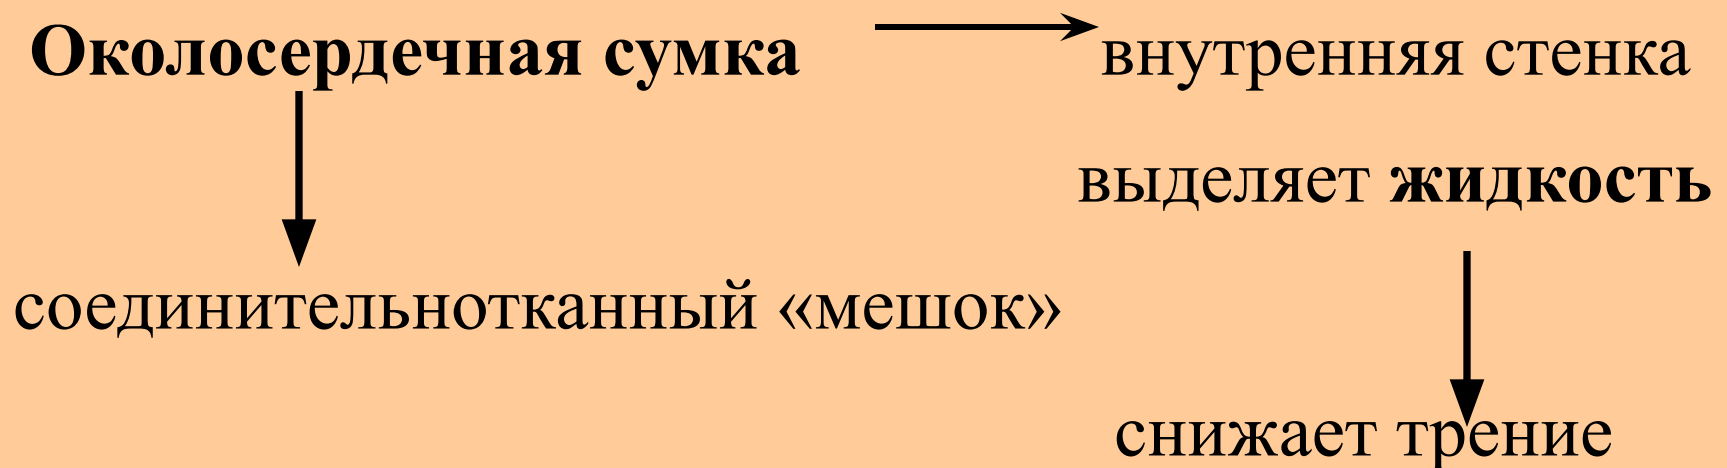 Околосердечная сумка
внутренняя стенка
выделяет жидкость
соединительнотканный «мешок»
снижает трение